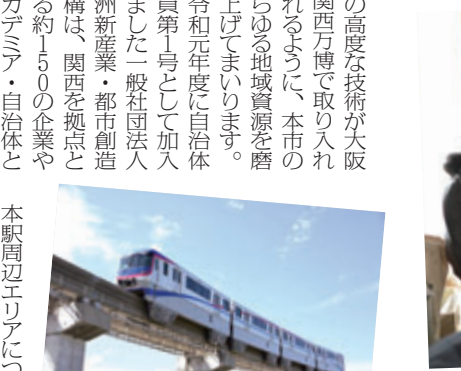 の高度な技術が大阪
関西万博で取り入れ
れるように、本市の
らゆる地域資源を磨
上げてまいります。
令和元年度に自治体
員第1号として加入
ました一般社団法人
洲新産業・都市創造
構は、関西を拠点と
る約150の企業や
カデミア・自治体と
本駅周辺エリアにつ